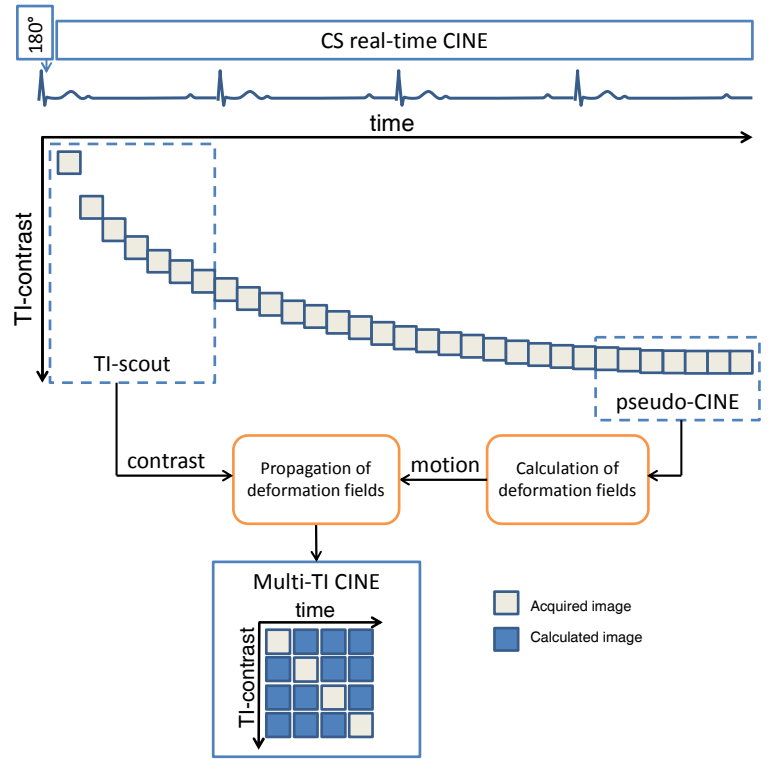 180°
CS real-time CINE
time
TI-contrast
TI-scout
pseudo-CINE
contrast
Propagation of
deformation fields
motion
Calculation of
deformation fields
Multi-TI CINE
time
TI-contrast
Acquired image
Calculated image